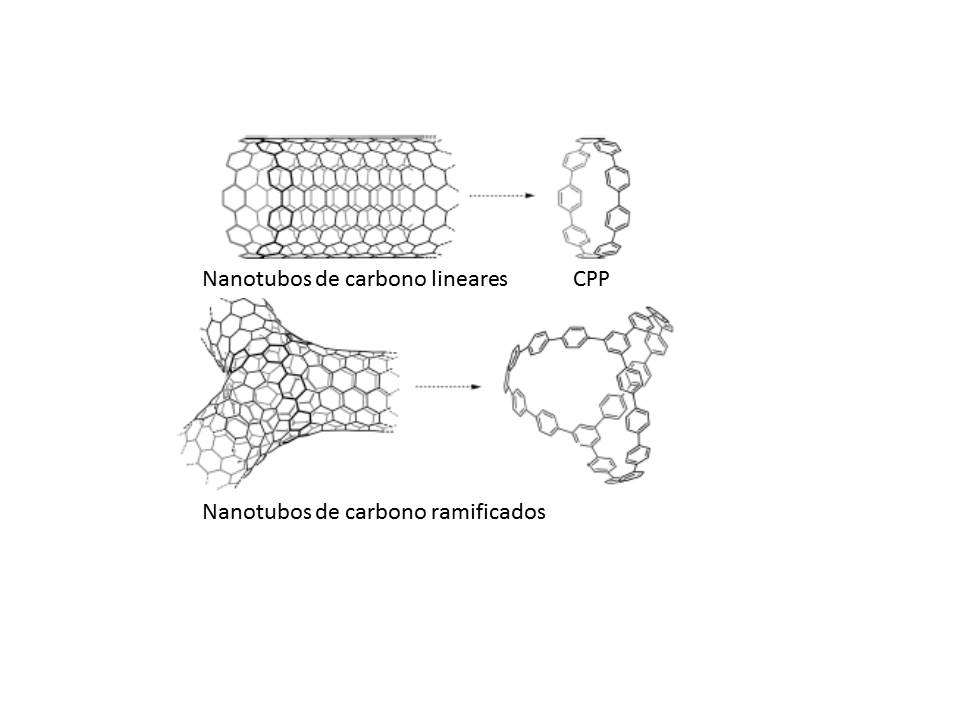 Nanotubos de carbono lineares
CPP
Nanotubos de carbono ramificados